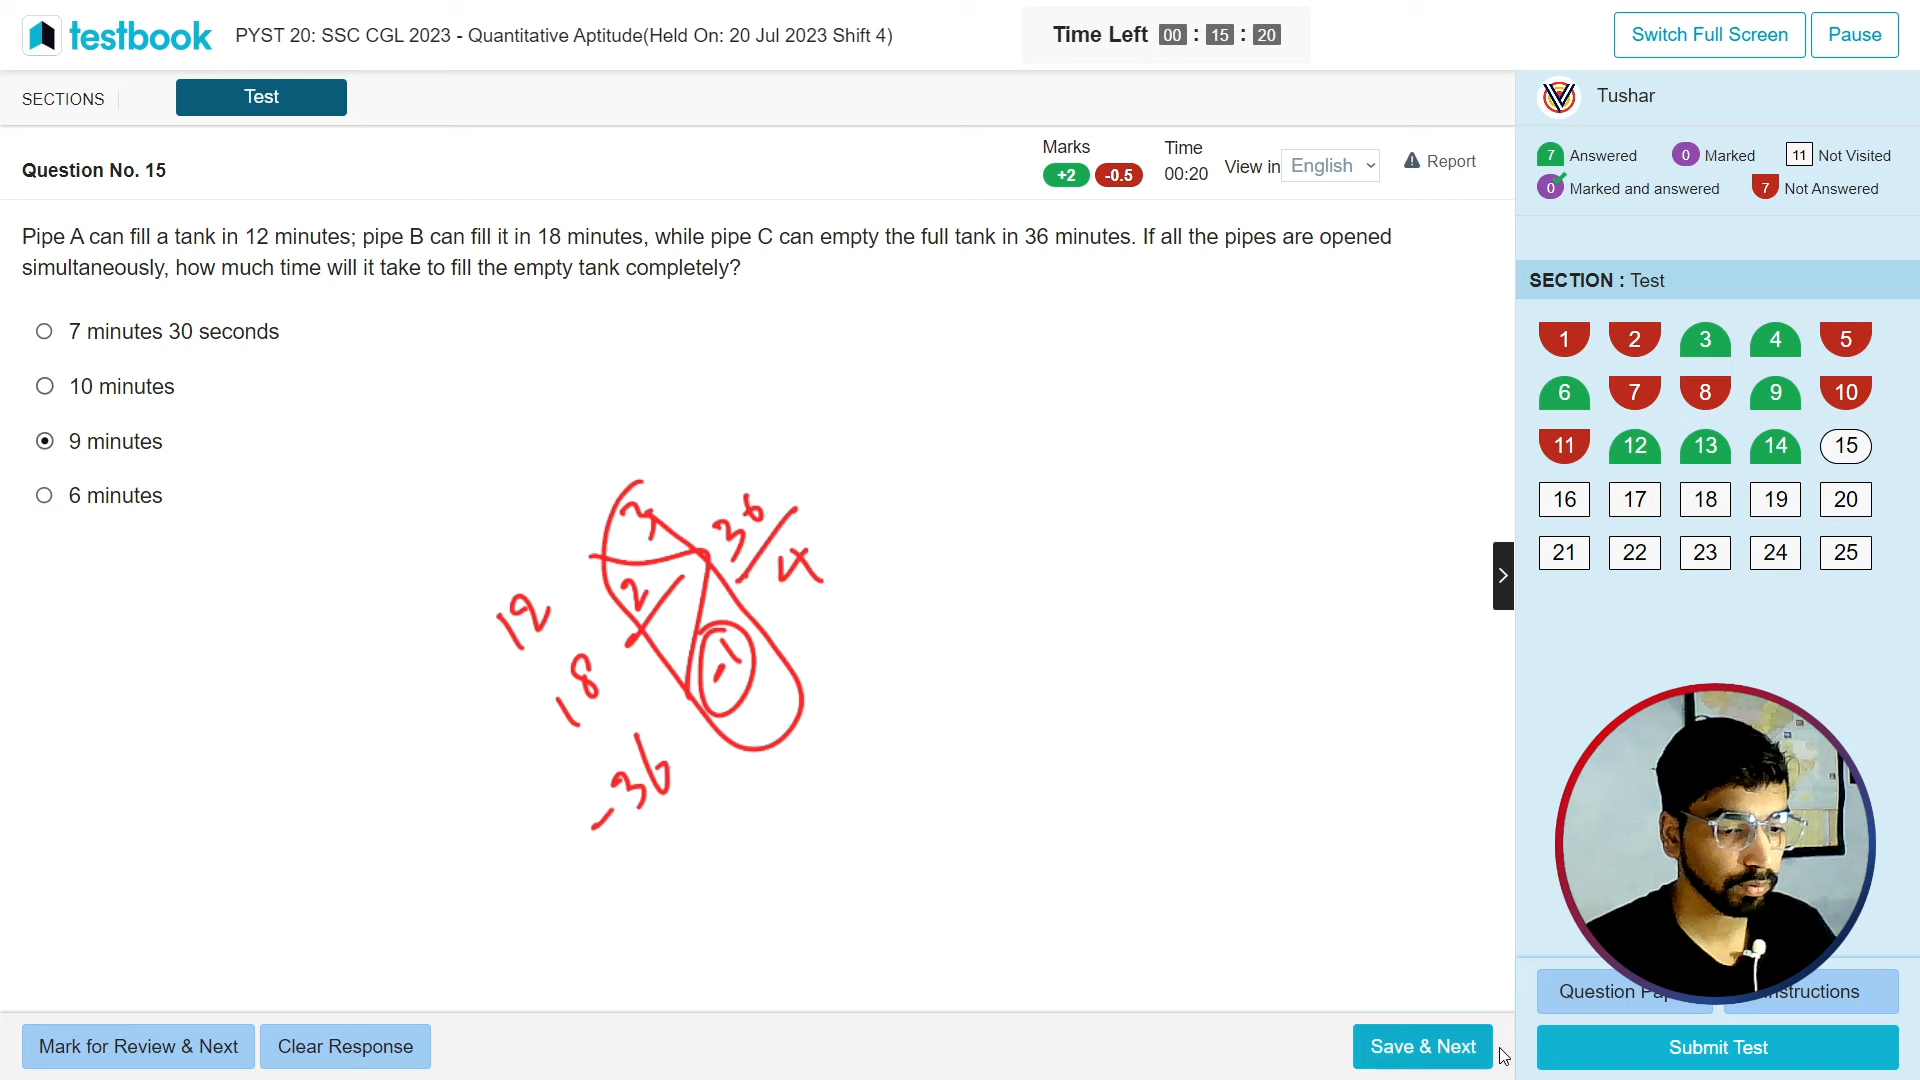 testbook PYST 20: SSC CGL 2023 - Quantitative Aptitude(Held On: 20 Jul 2023 Shift 4) Time Left 00 : 15 : 20 Switch Full Screen Pause
SECTIONS Test
Tushar
7 Answered 0 Marked 11 Not Visited
0 Marked and answered 7 Not Answered
Question No. 15
Marks
+2 -0.5
Time
00:20
View in English
Report
Pipe A can fill a tank in 12 minutes; pipe B can fill it in 18 minutes, while pipe C can empty the full tank in 36 minutes. If all the pipes are opened
simultaneously, how much time will it take to fill the empty tank completely?
7 minutes 30 seconds
10 minutes
9 minutes
6 minutes
3
36/4
12
2
18
-1
-36
SECTION : Test
1 2 3 4 5
6 7 8 9 10
11 12 13 14 15
16 17 18 19 20
21 22 23 24 25
Question Pa
structions
Mark for Review & Next Clear Response Save & Next Submit Test